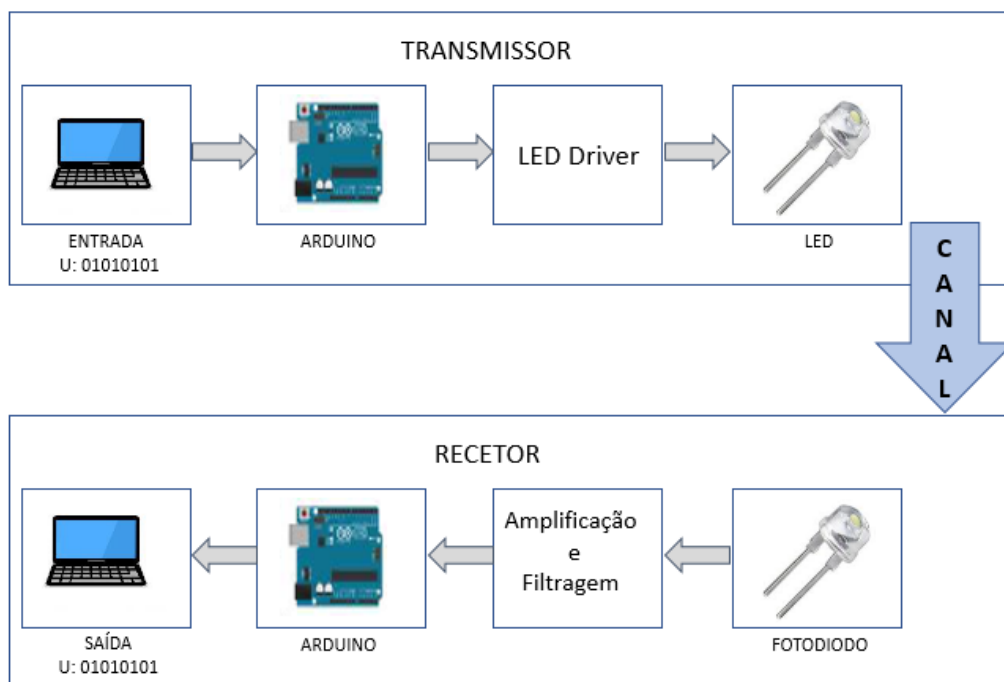 TRANSMISSOR
LED Driver
ENTRADA
U: 01010101
ARDUINO
LED
C
A
N
A
L
RECETOR
Amplificação
e
Filtragem
SAÍDA
U: 01010101
ARDUINO
FOTODIODO